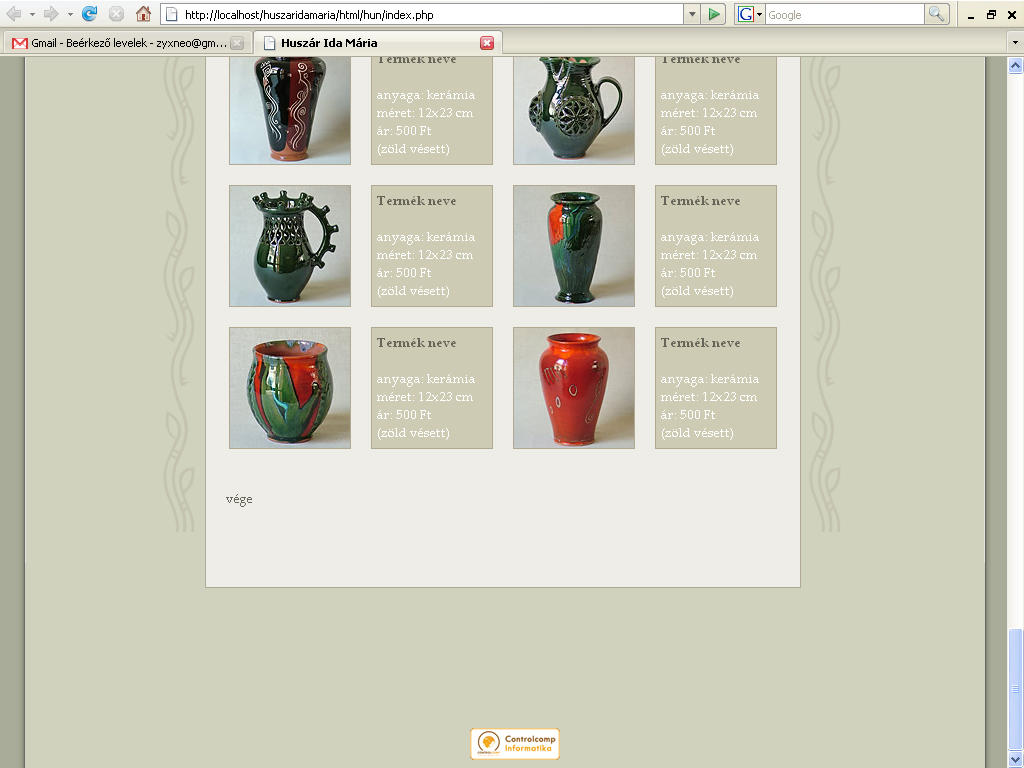 http://localhost/huszaridamaria/html/hun/index.php
Google
Gmail - Beérkező levelek - zyxneo@gm...
Huszár Ida Mária
Termék neve
anyaga: kerámia
méret: 12x23 cm
ár: 500 Ft
(zöld vésett)
Termék neve
anyaga: kerámia
méret: 12x23 cm
ár: 500 Ft
(zöld vésett)
Termék neve
anyaga: kerámia
méret: 12x23 cm
ár: 500 Ft
(zöld vésett)
Termék neve
anyaga: kerámia
méret: 12x23 cm
ár: 500 Ft
(zöld vésett)
Termék neve
anyaga: kerámia
méret: 12x23 cm
ár: 500 Ft
(zöld vésett)
Termék neve
anyaga: kerámia
méret: 12x23 cm
ár: 500 Ft
(zöld vésett)
vége
Controlcomp
Informatika